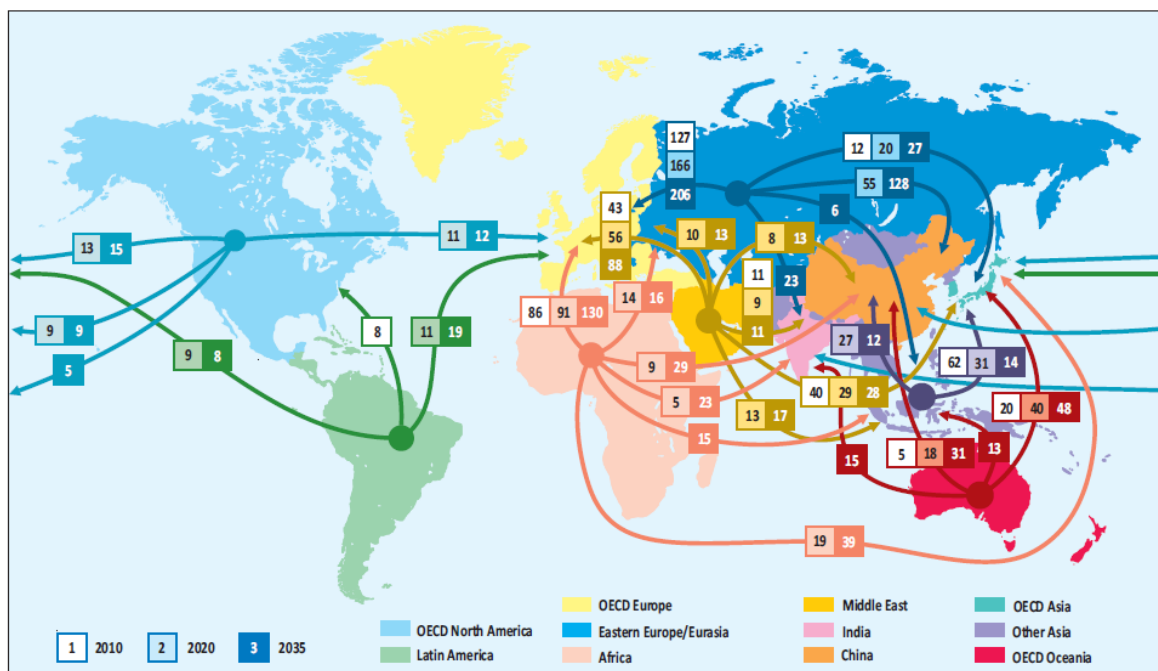 127
166
206
12 20 27
55 128
6
43
56
88
10 13
8 13
13 15
11 12
11
9
11
23
86 91 130
14 16
8
11 19
27 12
62 31 14
9 9
9 8
9 29
5
5 23
40 29 28
13 17
20 40 48
15
15
5 18 31
13
19 39
1 2010
2 2020
3 2035
OECD North America
Latin America
OECD Europe
Eastern Europe/Eurasia
Africa
Middle East
India
China
OECD Asia
Other Asia
OECD Oceania